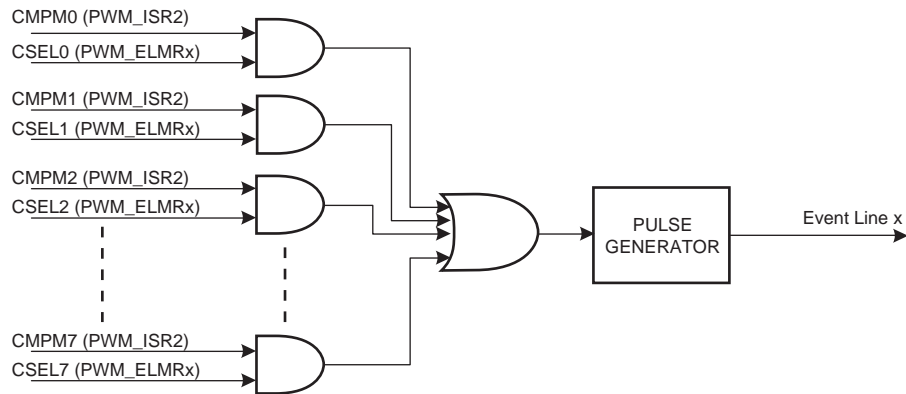 CMPM0 (PWM_ISR2)
CSEL0 (PWM_ELMRx)
CMPM1 (PWM_ISR2)
CSEL1 (PWM_ELMRx)
CMPM2 (PWM_ISR2)
CSEL2 (PWM_ELMRx)
CMPM7 (PWM_ISR2)
CSEL7 (PWM_ELMRx)
PULSE
GENERATOR
Event Line x